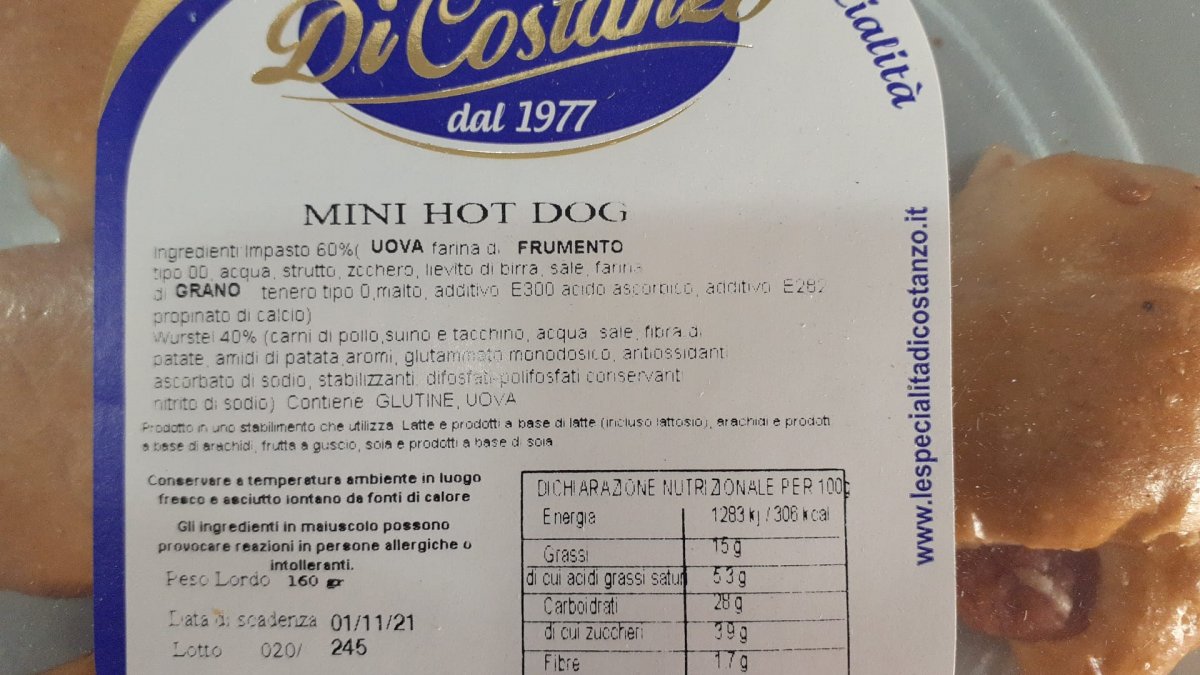 Di Costanzo
dal 1977
cialità
MINI HOT DOG
Ingredienti: Impasto 60%( UOVA farina di FRUMENTO
tipo 00, acqua, strutto, zcchero, lievito di birra, sale, farina
di GRANO tenero tipo 0,malto, additivo E300 acido ascorbico, additivo E282
propinato di calcio)
Wurstel 40% (carni di pollo,suino e tacchino, acqua sale, fibra di
patate, amidi di patata aromi, glutammato monodosico, antiossidanti
ascorbato di sodio, stabilizzanti, difosfati-polifosfati conservanti
nitrito di sodio) Contiene GLUTINE, UOVA
Prodotto in uno stabilimento che utilizza Latte e prodotti a base di latte (incluso lattosio), arachidi e prodotti
a base di arachidi, frutta a guscio, soia e prodotti a base di soia
Conservare a temperatura ambiente in luogo
fresco e asciutto lontano da fonti di calore
Gli ingredienti in maiuscolo possono
provocare reazioni in persone allergiche o
intolleranti.
Peso Lordo 160 gr
Data di scadenza 01/11/21
Lotto 020/ 245
DICHIARAZIONE NUTRIZIONALE PER 100g
Energia 1283 kj / 306 kcal
Grassi 15 g
di cui acidi grassi saturi 5.3 g
Carboidrati 28 g
di cui zuccheri 3.9 g
Fibre 1.7 g
www.lespecialitadicostanzo.it